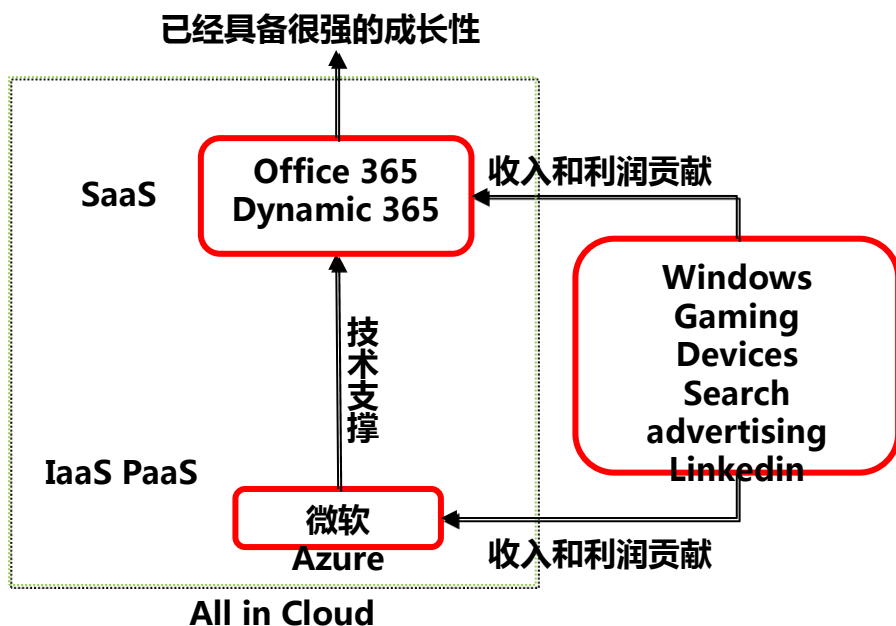 已经具备很强的成长性
SaaS
Office 365
Dynamic 365
收入和利润贡献
Windows
Gaming
Devices
Search
advertising
Linkedin
技术支撑
IaaS PaaS
微软
Azure
收入和利润贡献
All in Cloud